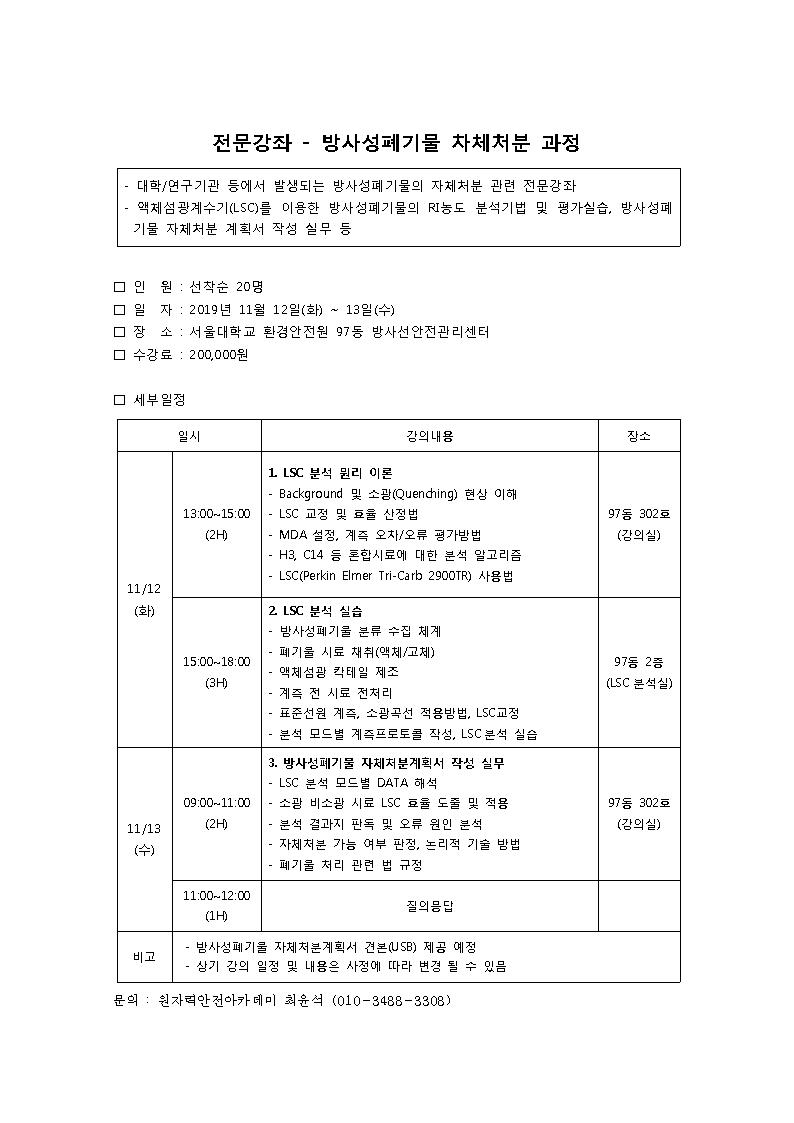 전문강좌 - 방사성폐기물 자체처분 과정
- 대학/연구기관 등에서 발생되는 방사성폐기물의 자체처분 관련 전문강좌
- 액체섬광계수기(LSC)를 이용한 방사성폐기물의 RI농도 분석기법 및 평가실습, 방사성폐
기물 자체처분 계획서 작성 실무 등
□ 인 원 : 선착순 20명
□ 일 자 : 2019년 11월 12일(화) ~ 13일(수)
□ 장 소 : 서울대학교 환경안전원 97동 방사선안전관리센터
□ 수강료 : 200,000원
□ 세부일정
일시 강의내용 장소
11/12
(화)
13:00~15:00
(2H)
1. LSC 분석 원리 이론
- Background 및 소광(Quenching) 현상 이해
- LSC 교정 및 효율 산정법
- MDA 설정, 계측 오차/오류 평가방법
- H3, C14 등 혼합시료에 대한 분석 알고리즘
- LSC(Perkin Elmer Tri-Carb 2900TR) 사용법
97동 302호
(강의실)
15:00~18:00
(3H)
2. LSC 분석 실습
- 방사성폐기물 분류 수집 체계
- 폐기물 시료 채취(액체/고체)
- 액체섬광 칵테일 제조
- 계측 전 시료 전처리
- 표준선원 계측, 소광곡선 적용방법, LSC교정
- 분석 모드별 계측프로토콜 작성, LSC분석 실습
97동 2층
(LSC 분석실)
11/13
(수)
09:00~11:00
(2H)
3. 방사성폐기물 자체처분계획서 작성 실무
- LSC 분석 모드별 DATA 해석
- 소광 비소광 시료 LSC 효율 도출 및 적용
- 분석 결과지 판독 및 오류 원인 분석
- 자체처분 가능 여부 판정, 논리적 기술 방법
- 폐기물 처리 관련 법 규정
97동 302호
(강의실)
11:00~12:00
(1H)
질의응답
비고
- 방사성폐기물 자체처분계획서 견본(USB) 제공 예정
- 상기 강의 일정 및 내용은 사정에 따라 변경 될 수 있음
문의 : 원자력안전아카데미 최윤석 (010-3488-3308)